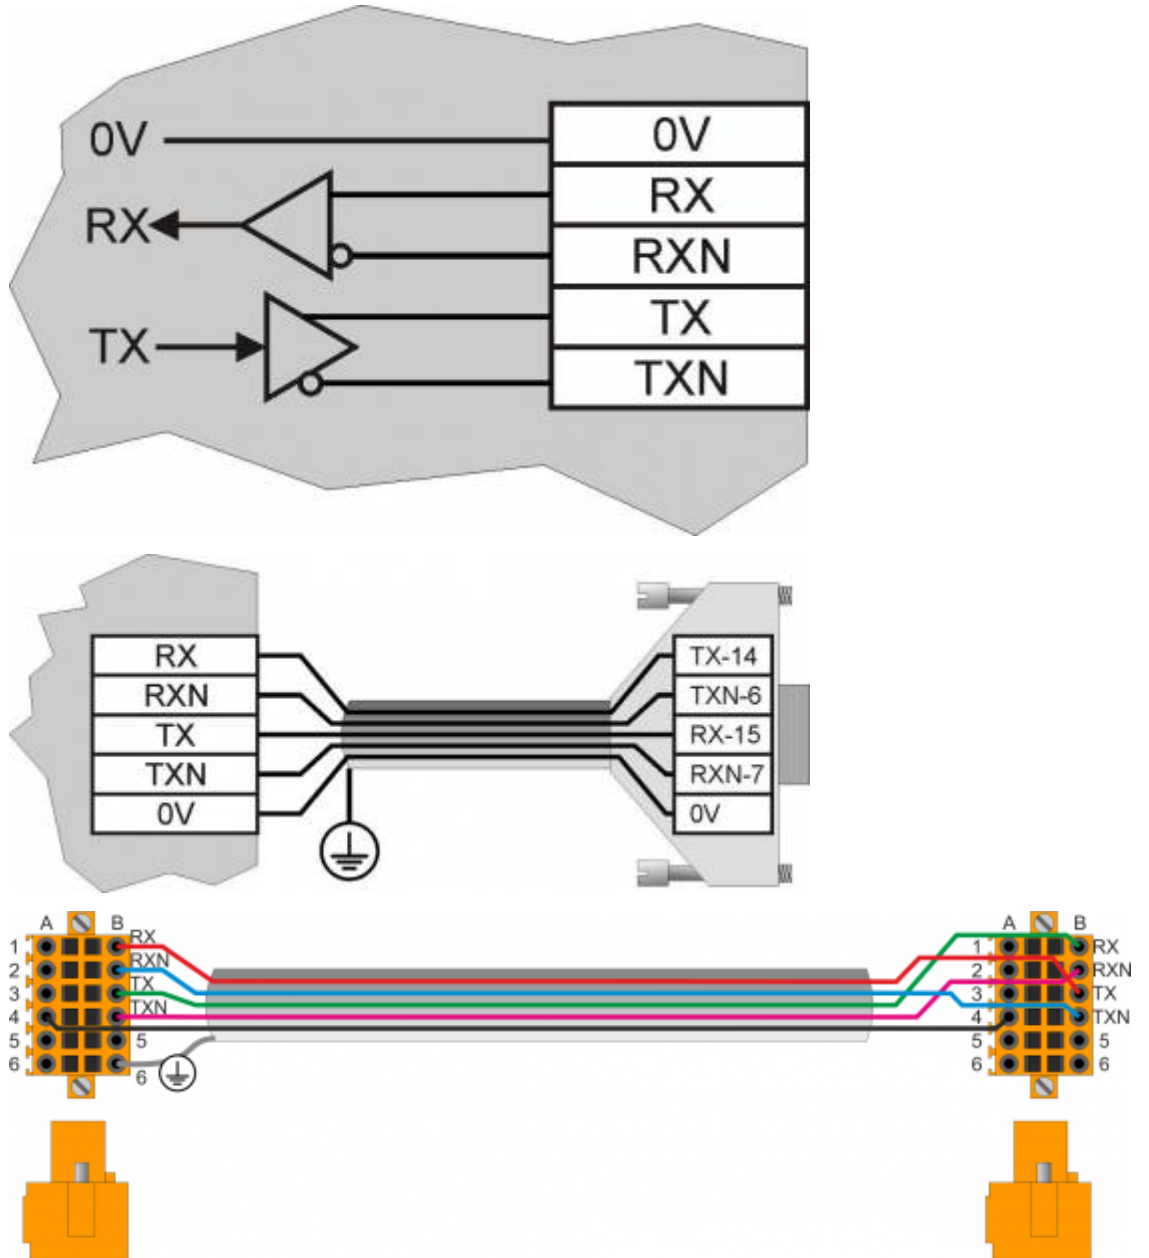 0V
0V
RX
RX
RXN
TX
TX
TXN
RX
TX-14
RXN
TXN-6
TX
RX-15
TXN
RXN-7
0V
0V
A B
1 RX
2 RXN
3 TX
4 TXN
5 5
6 6
A B
1 RX
2 RXN
3 TX
4 TXN
5 5
6 6